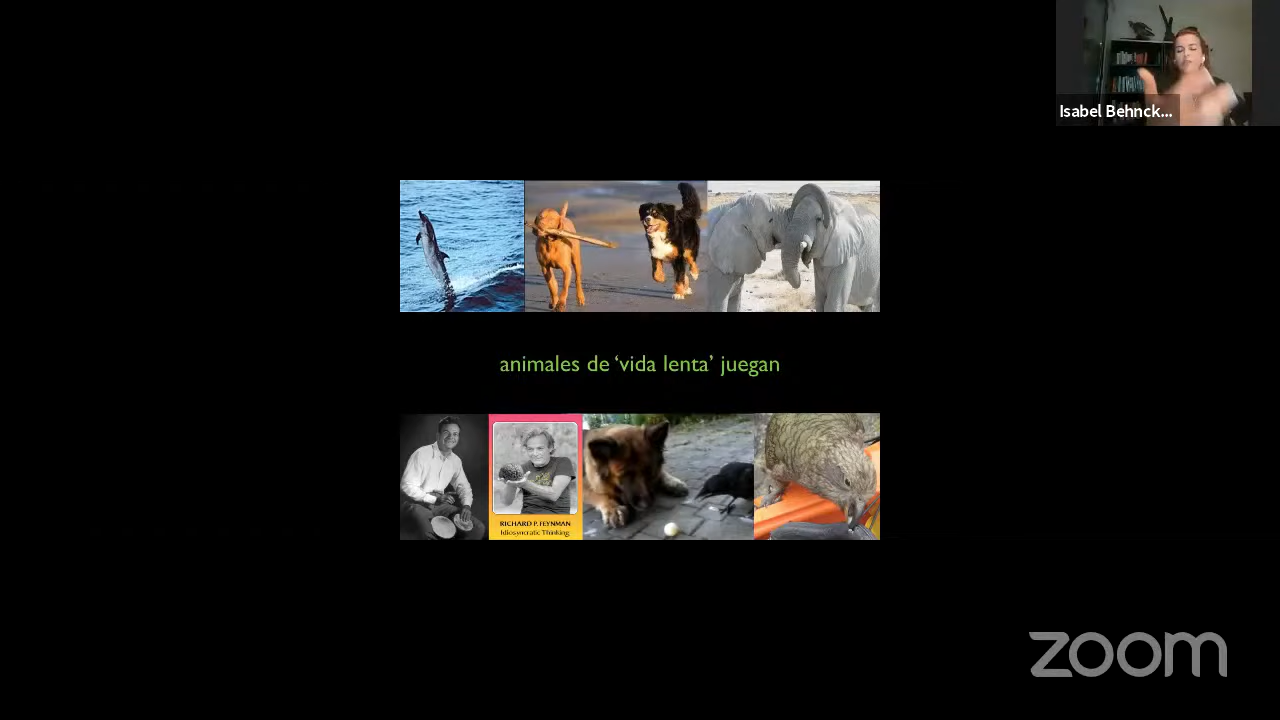 Isabel Behnck...
animales de ‘vida lenta’ juegan
RICHARD P. FEYNMAN
Idiosyncratic Thinking
zoom